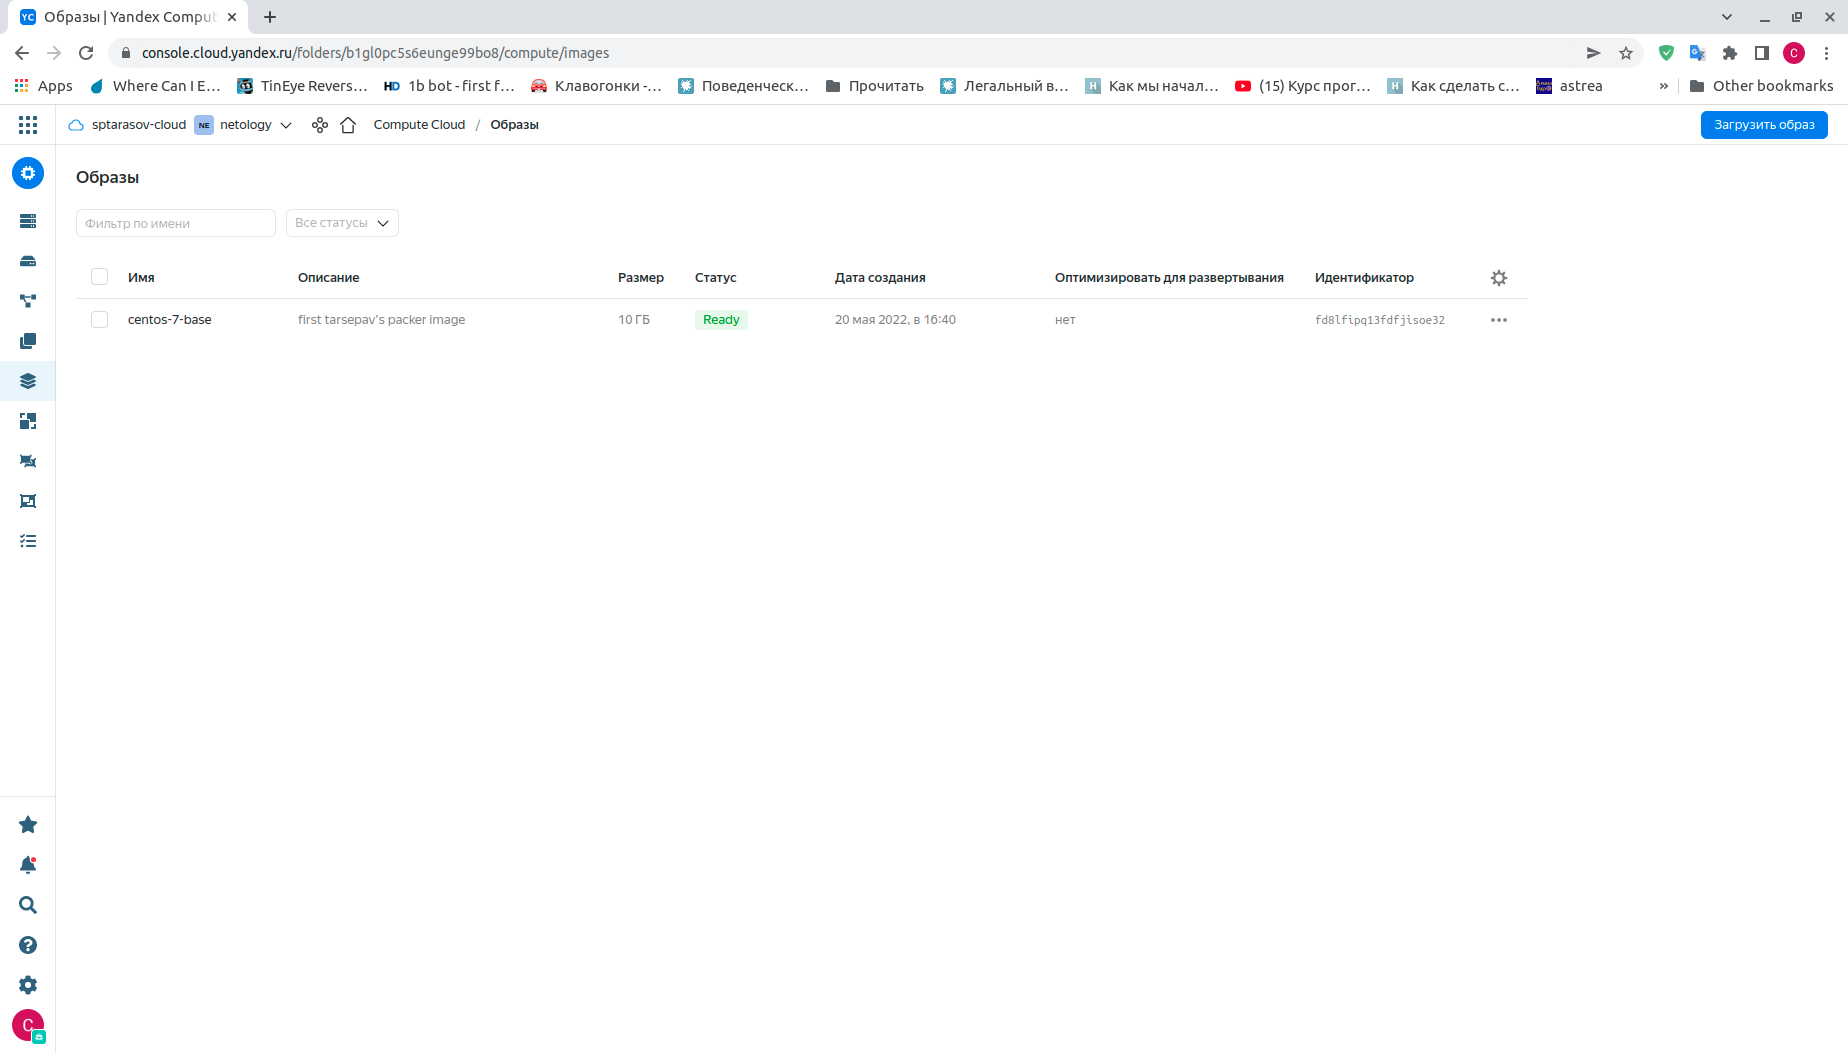 YC Образы | Yandex Comput
console.cloud.yandex.ru/folders/b1gl0pc5s6eunge99bo8/compute/images
C
Apps Where Can I E… TinEye Revers… HD 1b bot - first f… Клавогонки -… Поведенческ… Прочитать Легальный в… H Как мы начал… (15) Курс прог… H Как сделать с… astrea » Other bookmarks
sptarasov-cloud NE netology Compute Cloud / Образы Загрузить образ
Образы
Фильтр по имени Все статусы
Имя Описание Размер Статус Дата создания Оптимизировать для развертывания Идентификатор
centos-7-base first tarsepav's packer image 10 ГБ Ready 20 мая 2022, в 16:40 нет fd8lfipq13fdfjisoe32
C